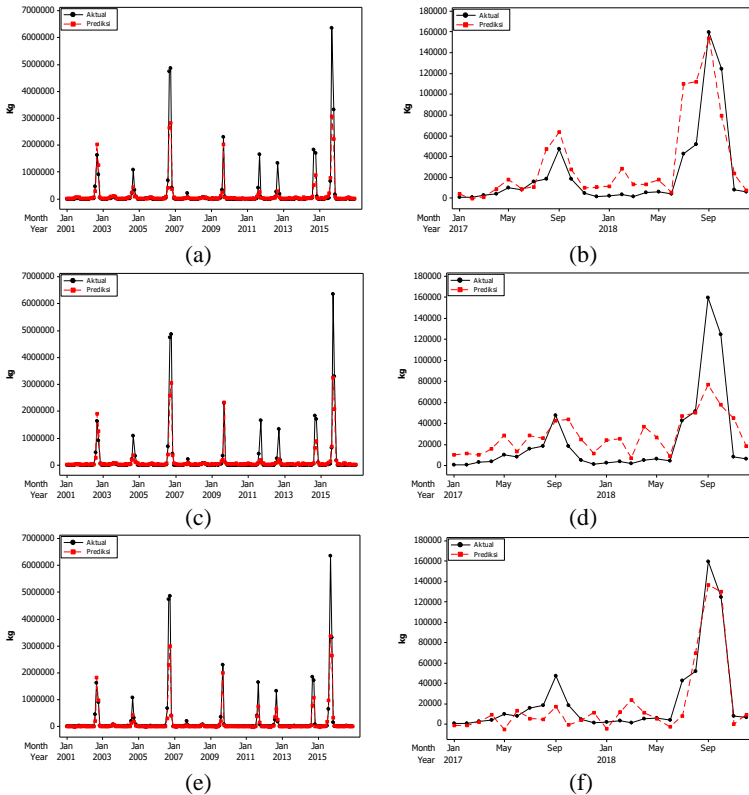 7000000
6000000
5000000
4000000
3000000
2000000
1000000
0
Kg
Aktual
Prediksi
Month Jan Jan Jan Jan Jan Jan Jan Jan
Year 2001 2003 2005 2007 2009 2011 2013 2015
(a)
180000
160000
140000
120000
100000
80000
60000
40000
20000
0
Kg
Aktual
Prediksi
Month Jan May Sep Jan May Sep
Year 2017 2018
(b)
7000000
6000000
5000000
4000000
3000000
2000000
1000000
0
kg
Aktual
Prediksi
Month Jan Jan Jan Jan Jan Jan Jan Jan
Year 2001 2003 2005 2007 2009 2011 2013 2015
(c)
180000
160000
140000
120000
100000
80000
60000
40000
20000
0
kg
Aktual
Prediksi
Month Jan May Sep Jan May Sep
Year 2017 2018
(d)
7000000
6000000
5000000
4000000
3000000
2000000
1000000
0
kg
Aktual
Prediksi
Month Jan Jan Jan Jan Jan Jan Jan Jan
Year 2001 2003 2005 2007 2009 2011 2013 2015
(e)
180000
160000
140000
120000
100000
80000
60000
40000
20000
0
kg
Aktual
Prediksi
Month Jan May Sep Jan May Sep
Year 2017 2018
(f)